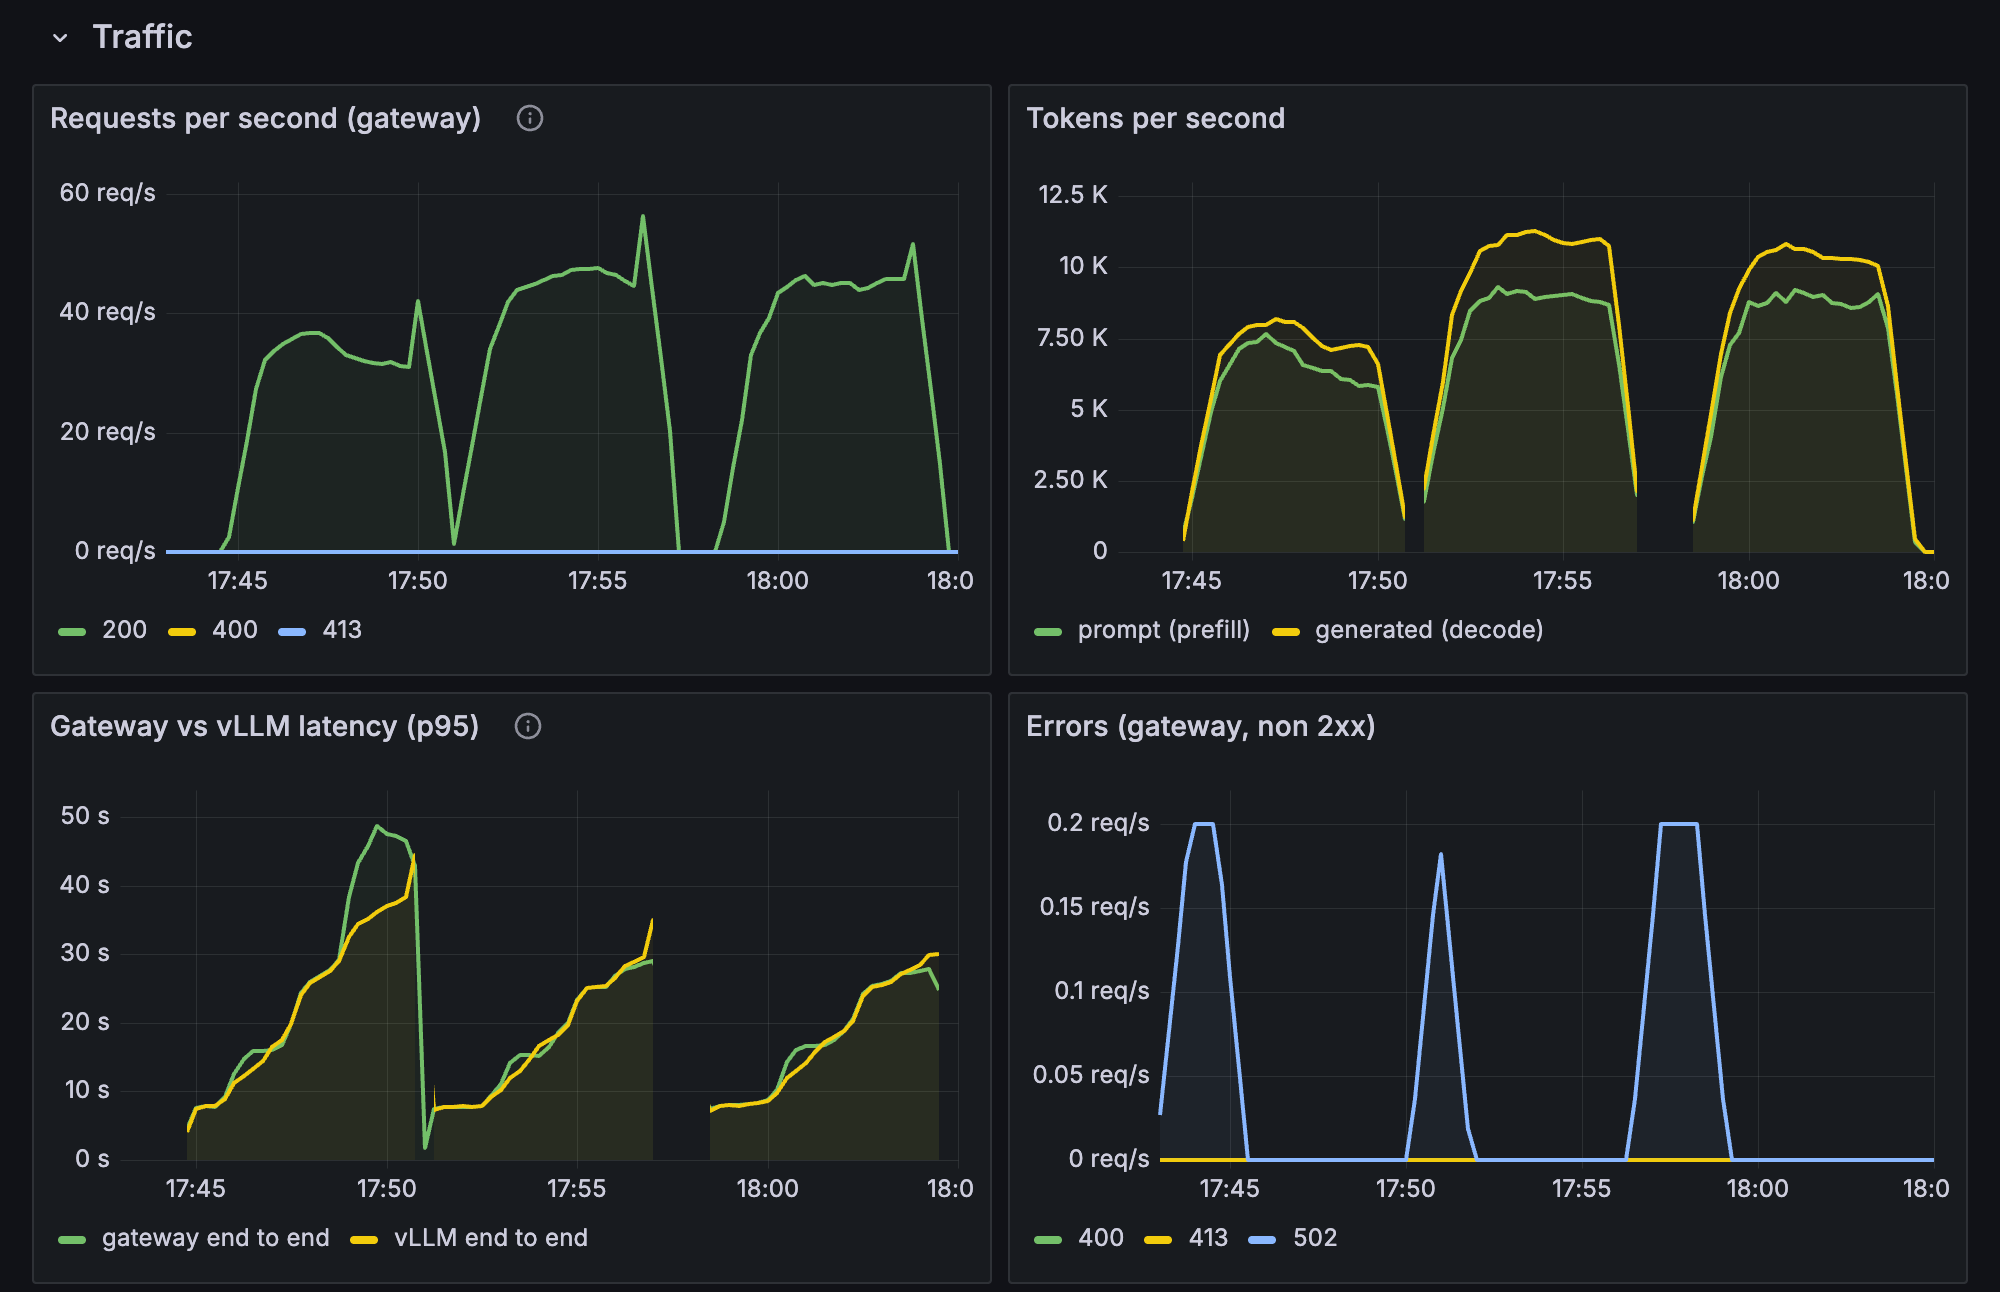 Traffic
Requests per second (gateway)
60 req/s
40 req/s
20 req/s
0 req/s
17:45 17:50 17:55 18:00 18:0
200 400 413
Tokens per second
12.5 K
10 K
7.50 K
5 K
2.50 K
0
17:45 17:50 17:55 18:00 18:0
prompt (prefill) generated (decode)
Gateway vs vLLM latency (p95)
50 s
40 s
30 s
20 s
10 s
0 s
17:45 17:50 17:55 18:00 18:0
gateway end to end vLLM end to end
Errors (gateway, non 2xx)
0.2 req/s
0.15 req/s
0.1 req/s
0.05 req/s
0 req/s
17:45 17:50 17:55 18:00 18:0
400 413 502